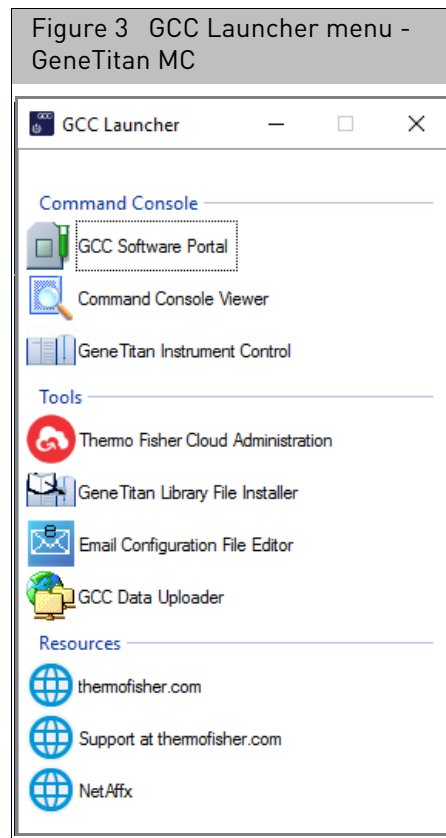 Figure 3 GCC Launcher menu -
GeneTitan MC
GCC
GCC Launcher
Command Console
GCC Software Portal
Command Console Viewer
GeneTitan Instrument Control
Tools
Thermo Fisher Cloud Administration
GeneTitan Library File Installer
Email Configuration File Editor
GCC Data Uploader
Resources
thermofisher.com
Support at thermofisher.com
NetAffx